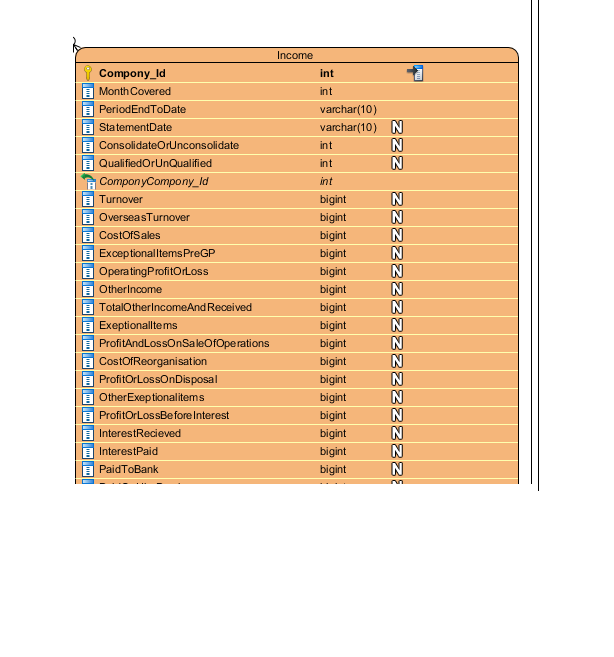 Income
Compony_Id int
MonthCovered int
PeriodEndToDate varchar(10)
StatementDate varchar(10) N
ConsolidateOrUnconsolidate int N
QualifiedOrUnQualified int N
ComponyCompony_Id int
Turnover bigint N
OverseasTurnover bigint N
CostOfSales bigint N
ExceptionalItemsPreGP bigint N
OperatingProfitOrLoss bigint N
OtherIncome bigint N
TotalOtherIncomeAndReceived bigint N
ExeptionalItems bigint N
ProfitAndLossOnSaleOfOperations bigint N
CostOfReorganisation bigint N
ProfitOrLossOnDisposal bigint N
OtherExeptionalitems bigint N
ProfitOrLossBeforeInterest bigint N
InterestRecieved bigint N
InterestPaid bigint N
PaidToBank bigint N